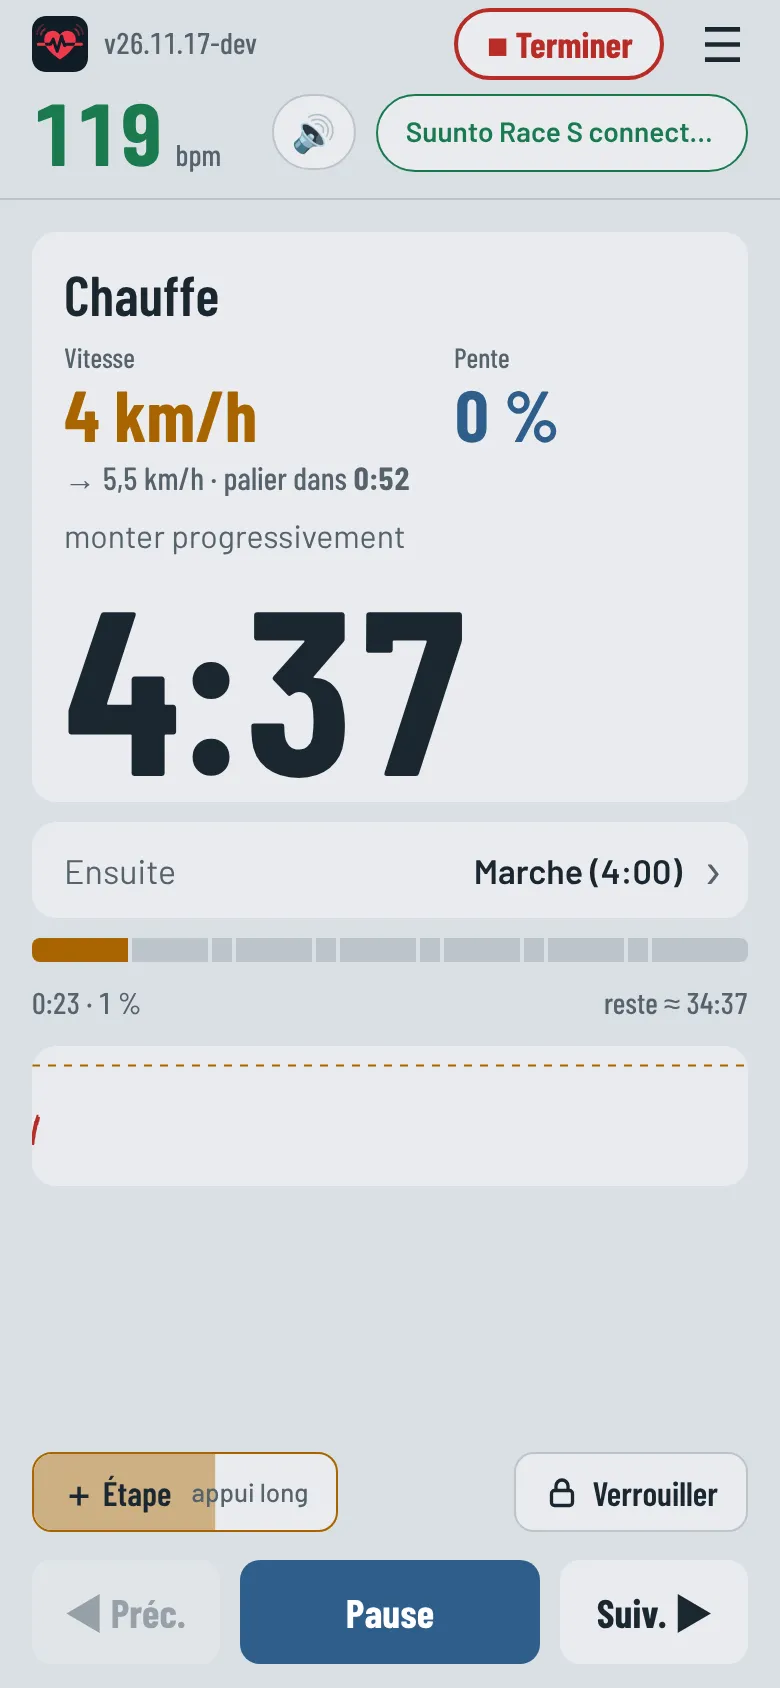 v26.11.17-dev
■ Terminer
☰
119 bpm
Suunto Race S connect...
Chauffe
Vitesse
Pente
4 km/h
0 %
→ 5,5 km/h · palier dans 0:52
monter progressivement
4:37
Ensuite
Marche (4:00) ›
0:23 · 1 %
reste ≈ 34:37
+ Étape appui long
Verrouiller
◀ Préc.
Pause
Suiv. ▶